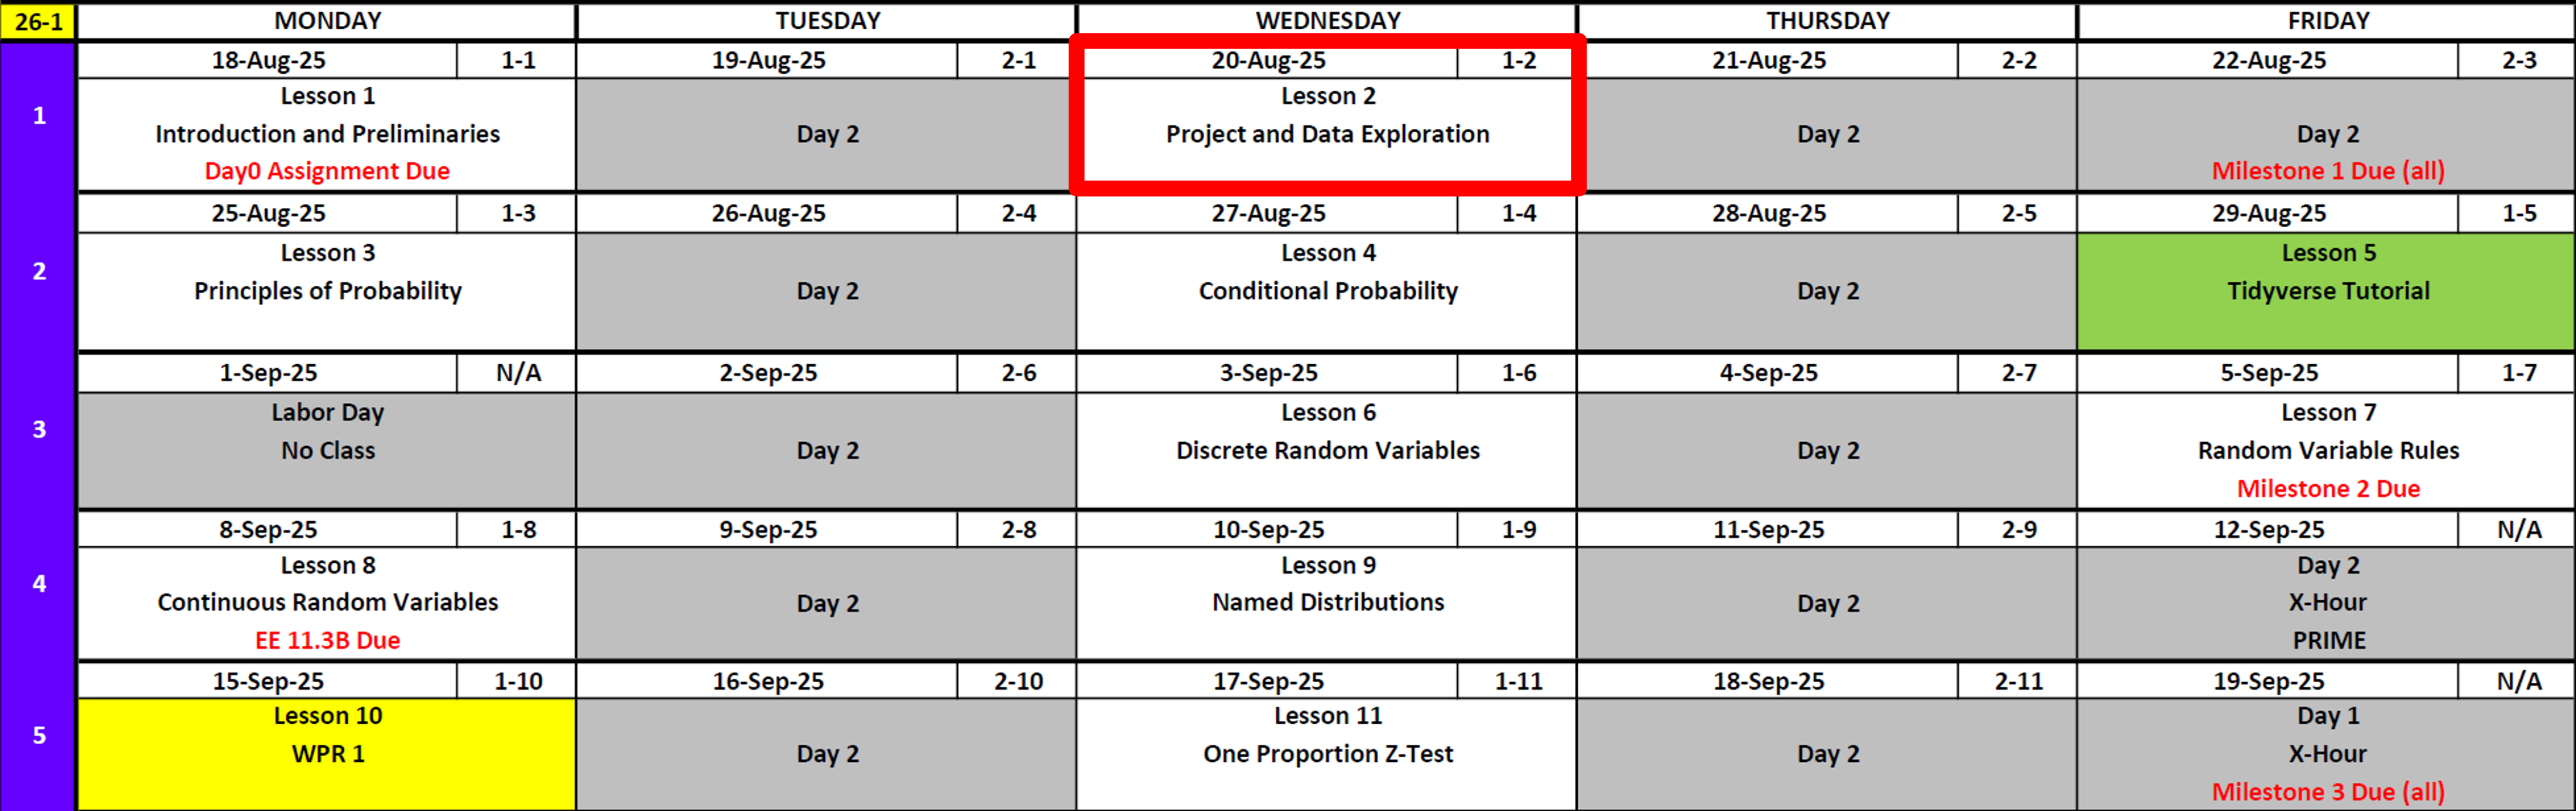 26-1 MONDAY TUESDAY WEDNESDAY THURSDAY FRIDAY
18-Aug-25 1-1 19-Aug-25 2-1 20-Aug-25 1-2 21-Aug-25 2-2 22-Aug-25 2-3
1
Lesson 1
Introduction and Preliminaries
Day0 Assignment Due
Day 2
Lesson 2
Project and Data Exploration
Day 2
Day 2
Milestone 1 Due (all)
25-Aug-25 1-3 26-Aug-25 2-4 27-Aug-25 1-4 28-Aug-25 2-5 29-Aug-25 1-5
2
Lesson 3
Principles of Probability
Day 2
Lesson 4
Conditional Probability
Day 2
Lesson 5
Tidyverse Tutorial
1-Sep-25 N/A 2-Sep-25 2-6 3-Sep-25 1-6 4-Sep-25 2-7 5-Sep-25 1-7
3
Labor Day
No Class
Day 2
Lesson 6
Discrete Random Variables
Day 2
Lesson 7
Random Variable Rules
Milestone 2 Due
8-Sep-25 1-8 9-Sep-25 2-8 10-Sep-25 1-9 11-Sep-25 2-9 12-Sep-25 N/A
4
Lesson 8
Continuous Random Variables
EE 11.3B Due
Day 2
Lesson 9
Named Distributions
Day 2
Day 2
X-Hour
PRIME
15-Sep-25 1-10 16-Sep-25 2-10 17-Sep-25 1-11 18-Sep-25 2-11 19-Sep-25 N/A
5
Lesson 10
WPR 1
Day 2
Lesson 11
One Proportion Z-Test
Day 2
Day 1
X-Hour
Milestone 3 Due (all)